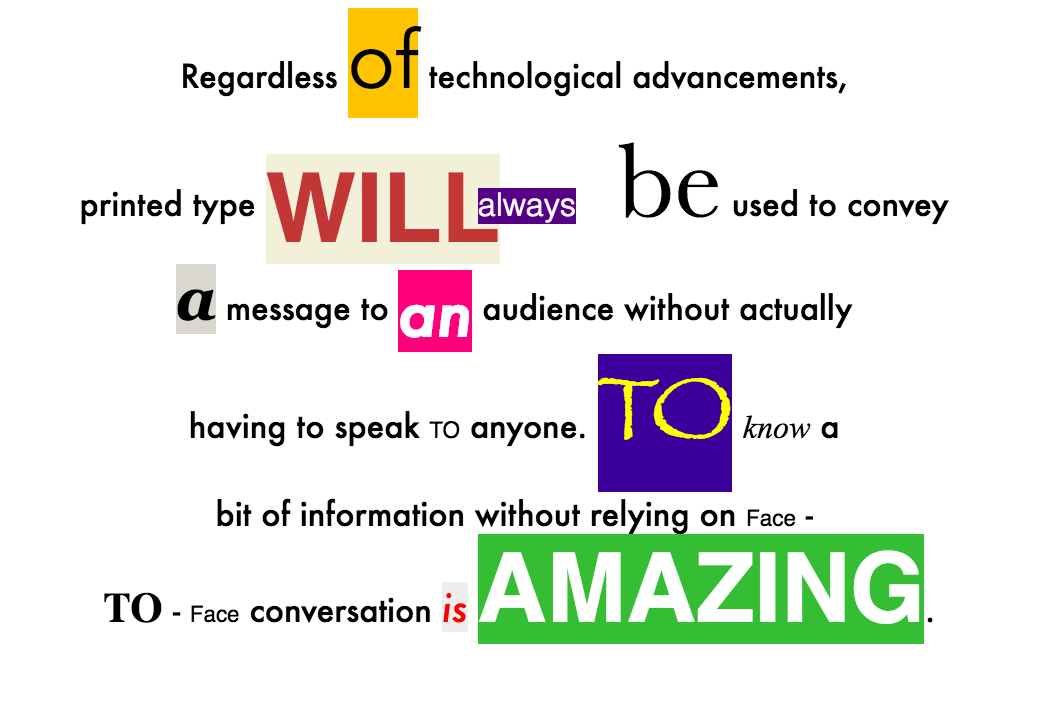 Regardless of technological advancements,
printed type WILL always be used to convey
a message to an audience without actually
having to speak TO anyone. TO know a
bit of information without relying on Face -
TO - Face conversation is AMAZING.